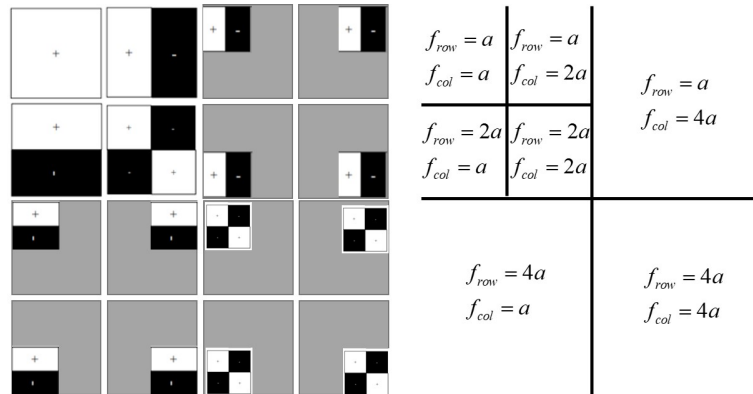 f_row = a
f_col = a
f_row = a
f_col = 2a
f_row = a
f_col = 4a
f_row = 2a
f_col = a
f_row = 2a
f_col = 2a
f_row = 4a
f_col = a
f_row = 4a
f_col = 4a